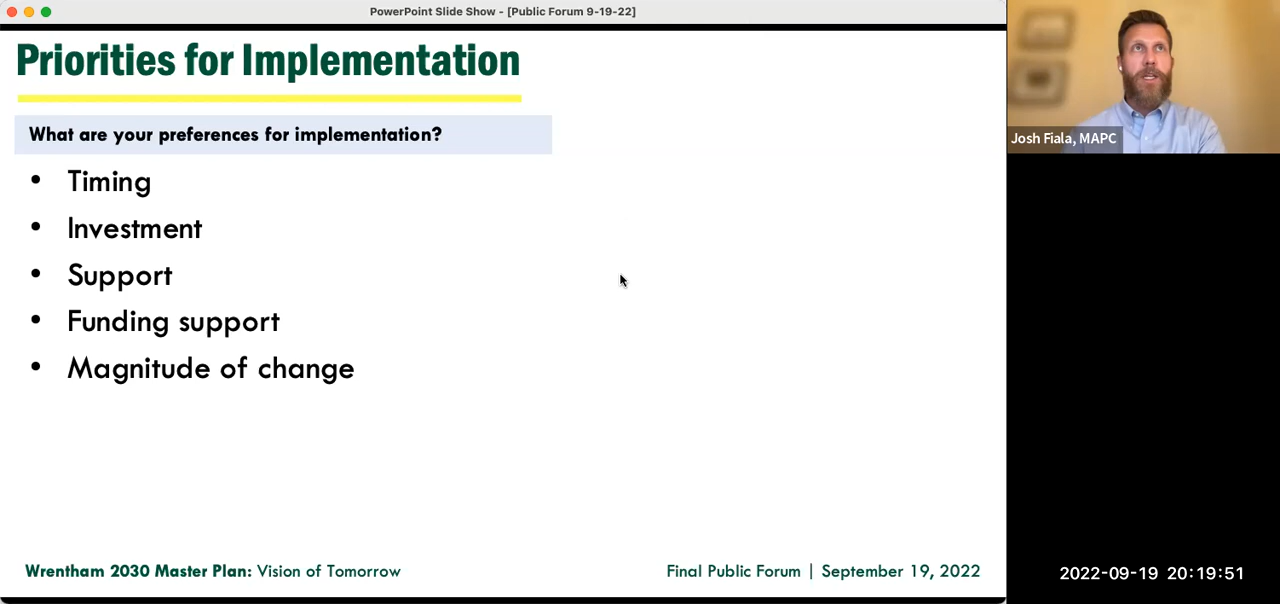 PowerPoint Slide Show - [Public Forum 9-19-22]
Priorities for Implementation
What are your preferences for implementation?
• Timing
• Investment
• Support
• Funding support
• Magnitude of change
Wrentham 2030 Master Plan: Vision of Tomorrow
Final Public Forum | September 19, 2022
Josh Fiala, MAPC
2022-09-19 20:19:51